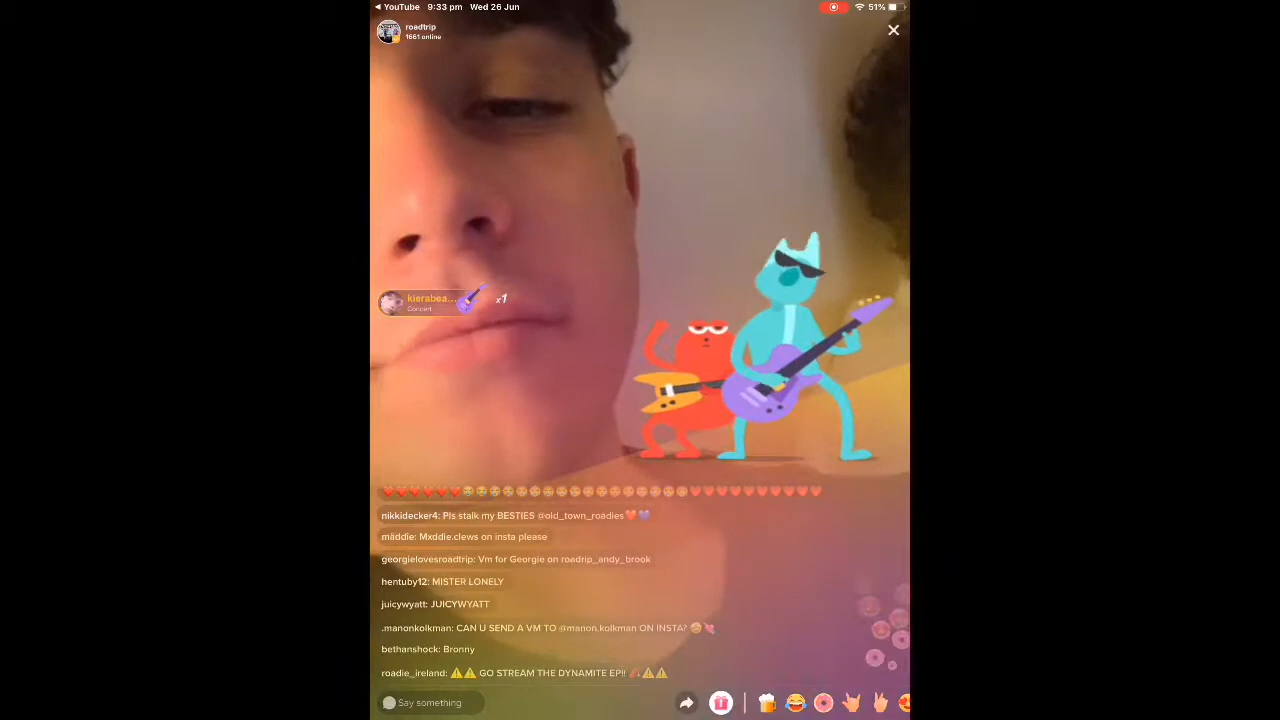 YouTube 9:33 pm Wed 26 Jun 51%
roadtrip
1661 online
kierabea...
Concert
x1
nikkidecker4: Pls stalk my BESTIES @old_town_roadies
maddie: Mxddie.clews on insta please
georgielovesroadtrip: Vm for Georgie on roadrip_andy_brook
hentuby12: MISTER LONELY
juicywyatt: JUICYWYATT
.manonkolkman: CAN U SEND A VM TO @manon.kolkman ON INSTA?
bethanshock: Bronny
roadie_ireland: GO STREAM THE DYNAMITE EP!!
Say something